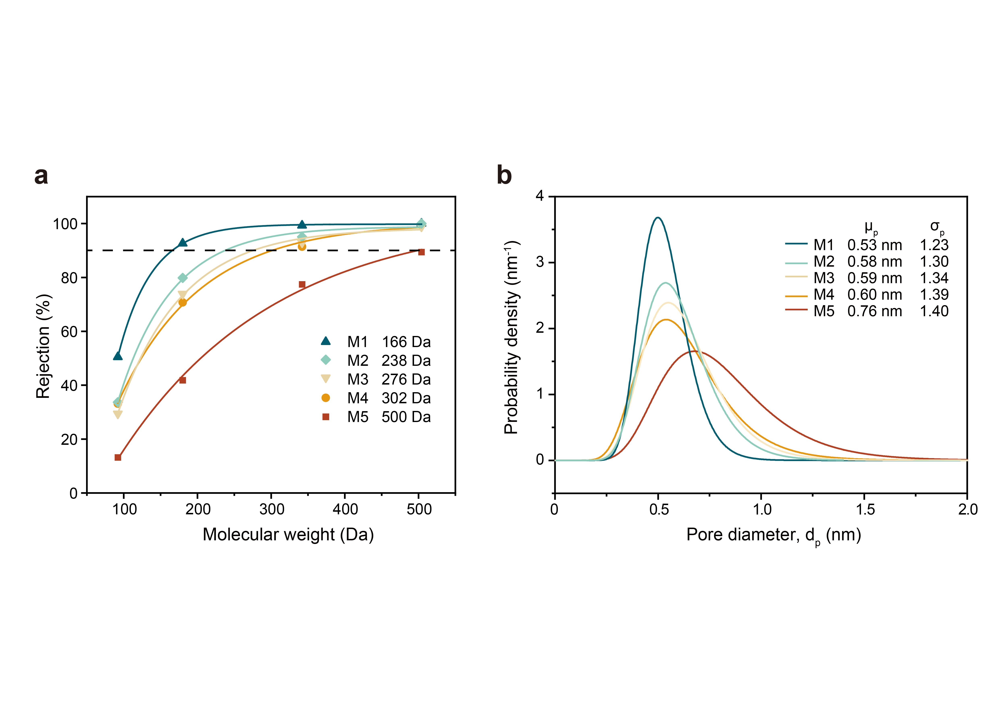 a
100
80
60
40
20
0
Rejection (%)
M1 166 Da
M2 238 Da
M3 276 Da
M4 302 Da
M5 500 Da
100 200 300 400 500
Molecular weight (Da)
b
4
3
2
1
0
Probability density (nm⁻¹)
μp σp
M1 0.53 nm 1.23
M2 0.58 nm 1.30
M3 0.59 nm 1.34
M4 0.60 nm 1.39
M5 0.76 nm 1.40
0 0.5 1.0 1.5 2.0
Pore diameter, dp (nm)